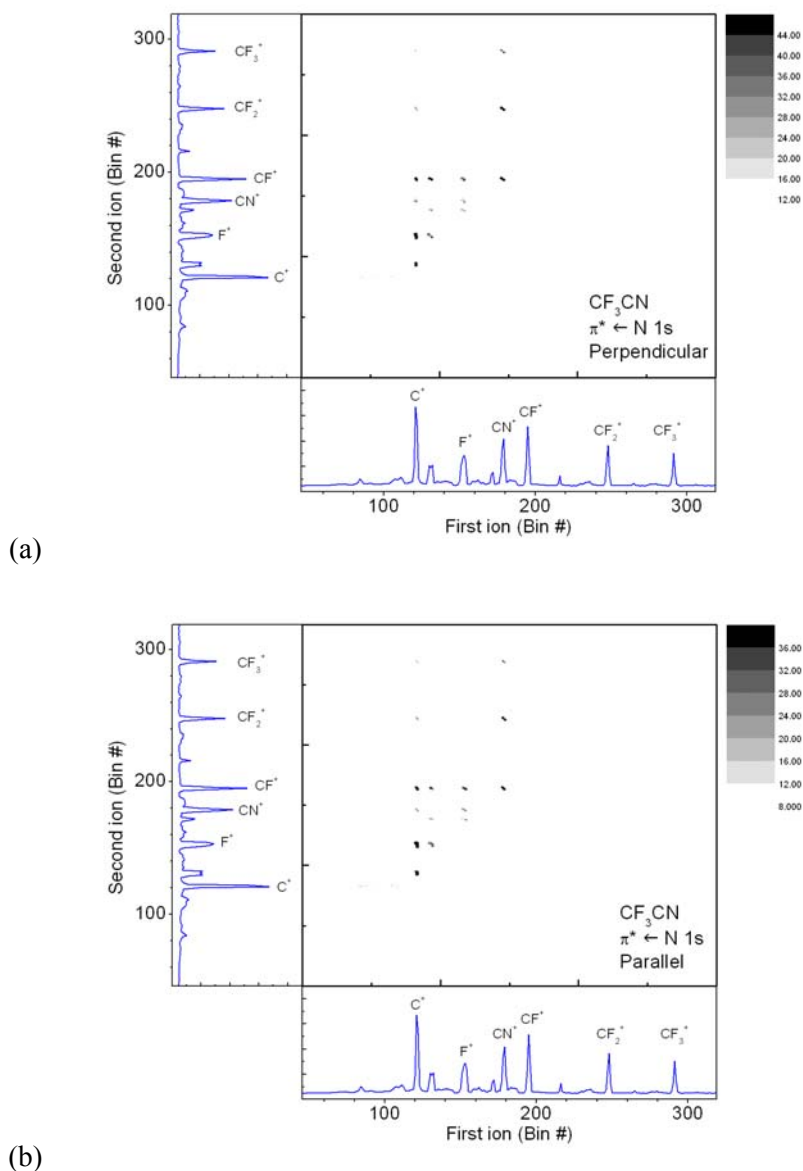 300
200
100
Second ion (Bin #)
CF3+
CF2+
CF+
CN+
F+
C+
44.00
40.00
36.00
32.00
28.00
24.00
20.00
16.00
12.00
CF3CN
π* ← N 1s
Perpendicular
C+
F+
CN+
CF+
CF2+
CF3+
100
200
300
First ion (Bin #)
(a)
300
200
100
Second ion (Bin #)
CF3+
CF2+
CF+
CN+
F+
C+
36.00
32.00
28.00
24.00
20.00
16.00
12.00
8.000
CF3CN
π* ← N 1s
Parallel
C+
F+
CN+
CF+
CF2+
CF3+
100
200
300
First ion (Bin #)
(b)